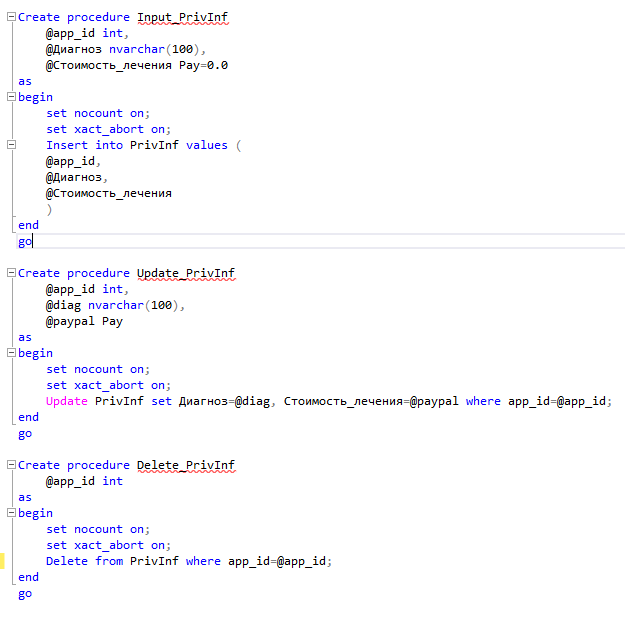 Create procedure Input_PrivInf
@app_id int,
@Диагноз nvarchar(100),
@Стоимость_лечения Pay=0.0
as
begin
set nocount on;
set xact_abort on;
Insert into PrivInf values (
@app_id,
@Диагноз,
@Стоимость_лечения
)
end
go
Create procedure Update_PrivInf
@app_id int,
@diag nvarchar(100),
@paypal Pay
as
begin
set nocount on;
set xact_abort on;
Update PrivInf set Диагноз=@diag, Стоимость_лечения=@paypal where app_id=@app_id;
end
go
Create procedure Delete_PrivInf
@app_id int
as
begin
set nocount on;
set xact_abort on;
Delete from PrivInf where app_id=@app_id;
end
go